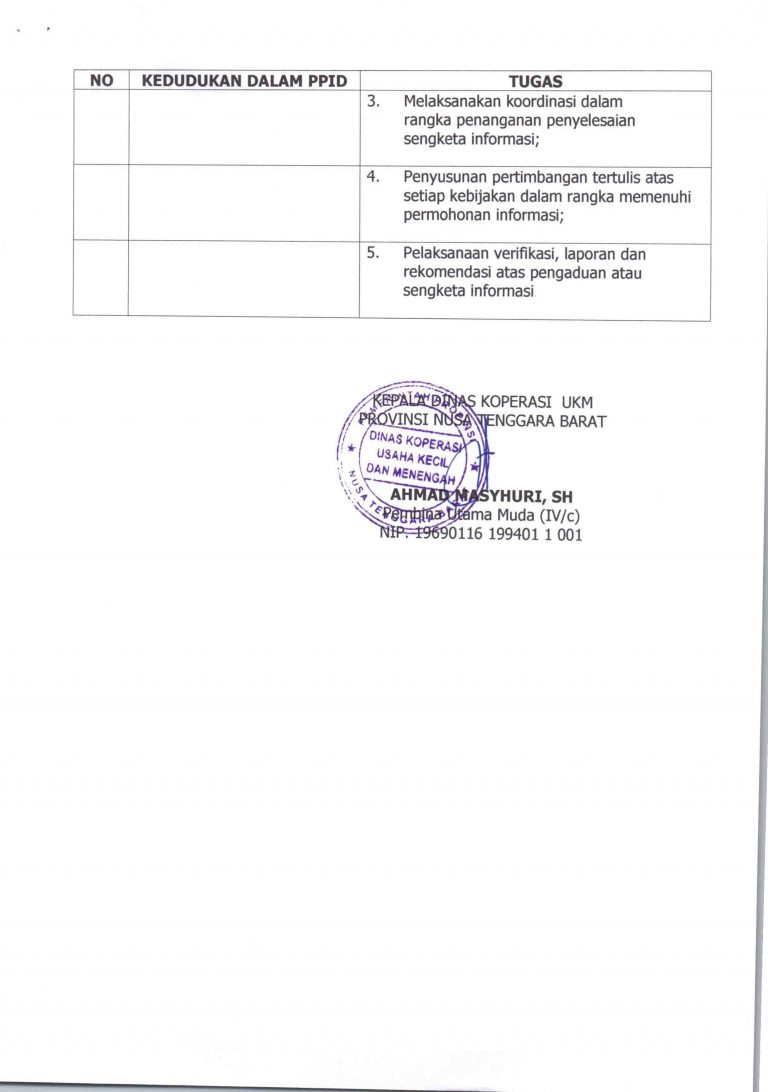 NO KEDUDUKAN DALAM PPID TUGAS
3. Melaksanakan koordinasi dalam
rangka penanganan penyelesaian
sengketa informasi;
4. Penyusunan pertimbangan tertulis atas
setiap kebijakan dalam rangka memenuhi
permohonan informasi;
5. Pelaksanaan verifikasi, laporan dan
rekomendasi atas pengaduan atau
sengketa informasi
KEPALA DINAS KOPERASI UKM
PROVINSI NUSA TENGGARA BARAT
DINAS KOPERASI
USAHA KECIL
DAN MENENGAH
NUSA TENGGARA BARAT
AHMAD MASYHURI, SH
Pembina Utama Muda (IV/c)
NIP. 19690116 199401 1 001